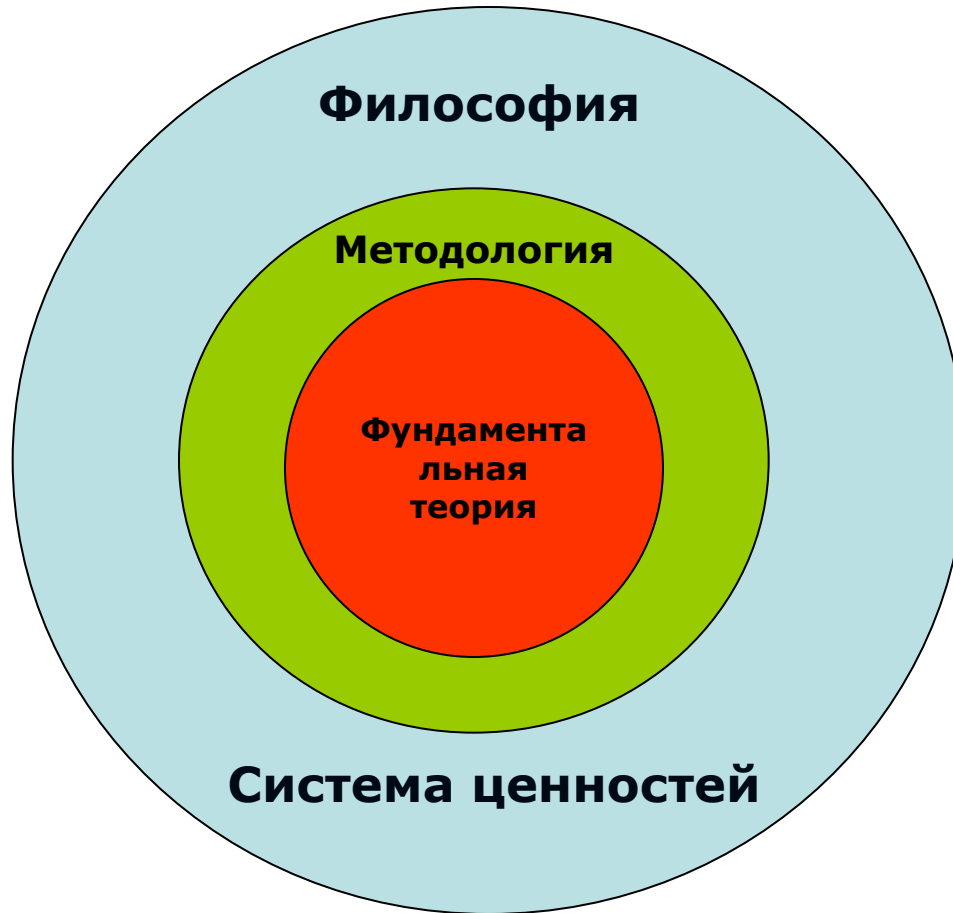 Философия
Методология
Фундамента
льная
теория
Система ценностей